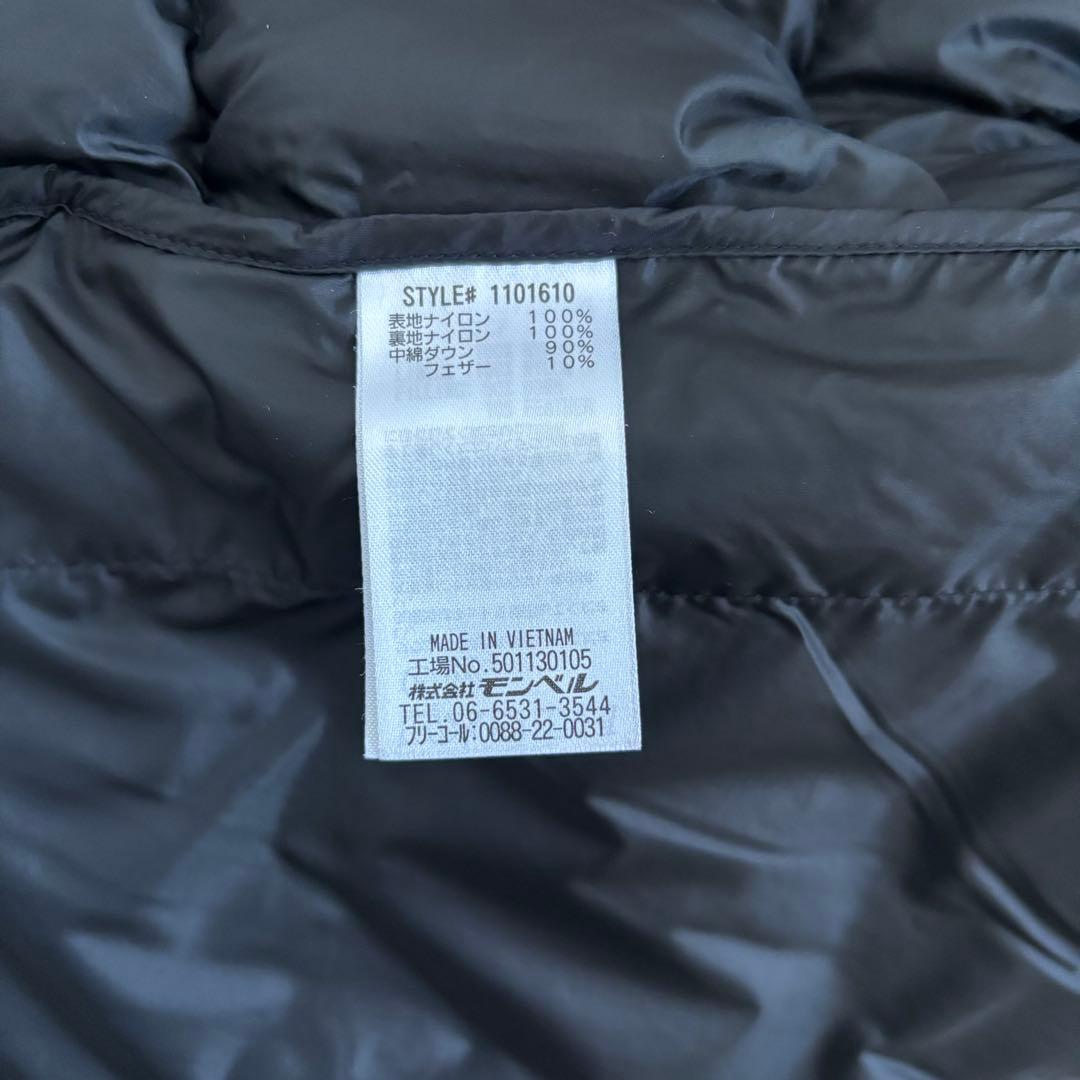 STYLE# 1101610
表地ナイロン 100%
裏地ナイロン 100%
中綿ダウン 90%
フェザー 10%
MADE IN VIETNAM
工場No.501130105
株式会社モンベル
TEL.06-6531-3544
フリーコール:0088-22-0031